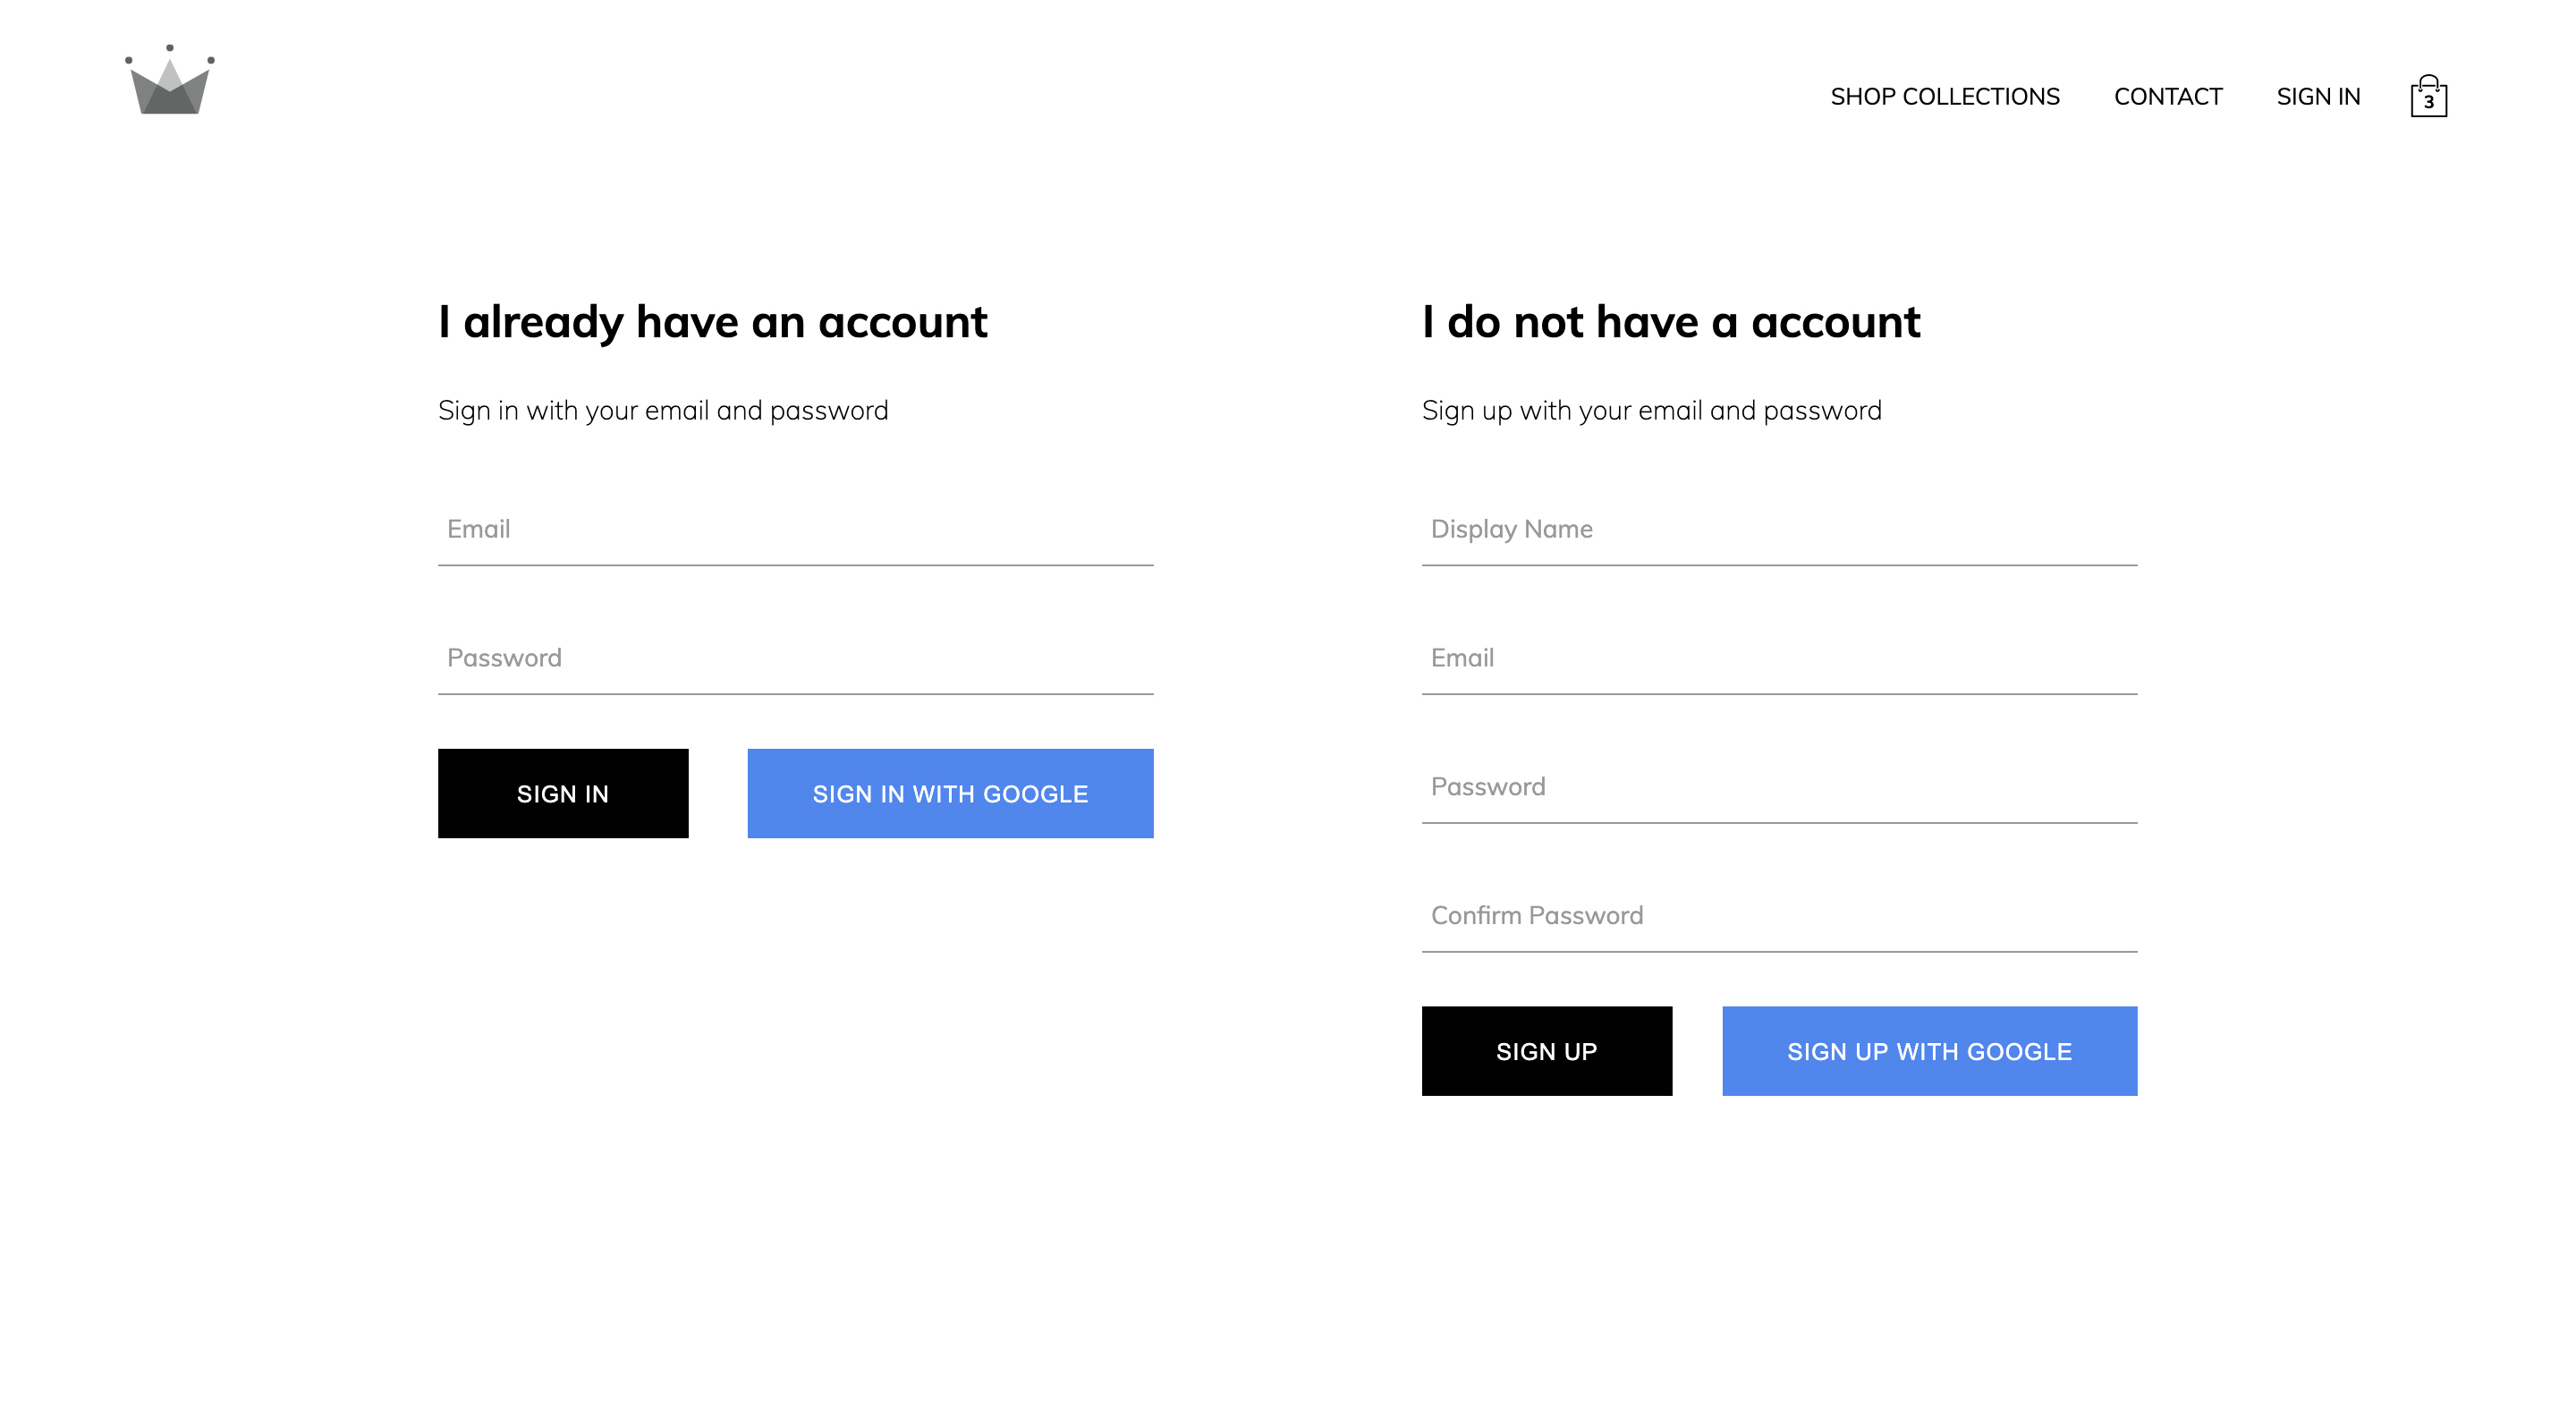 SHOP COLLECTIONS CONTACT SIGN IN 3
I already have an account
Sign in with your email and password
Email
Password
SIGN IN SIGN IN WITH GOOGLE
I do not have a account
Sign up with your email and password
Display Name
Email
Password
Confirm Password
SIGN UP SIGN UP WITH GOOGLE